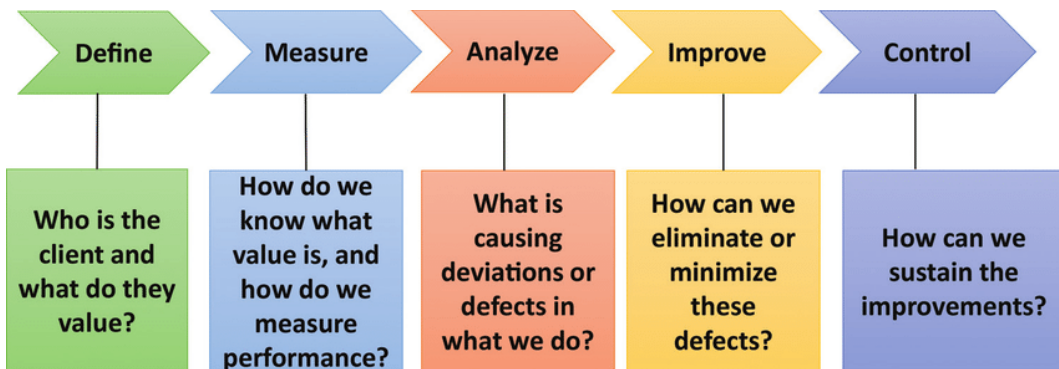 Define
Measure
Analyze
Improve
Control
Who is the
client and
what do they
value?
How do we
know what
value is, and
how do we
measure
performance?
What is
causing
deviations or
defects in
what we do?
How can we
eliminate or
minimize
these
defects?
How can we
sustain the
improvements?